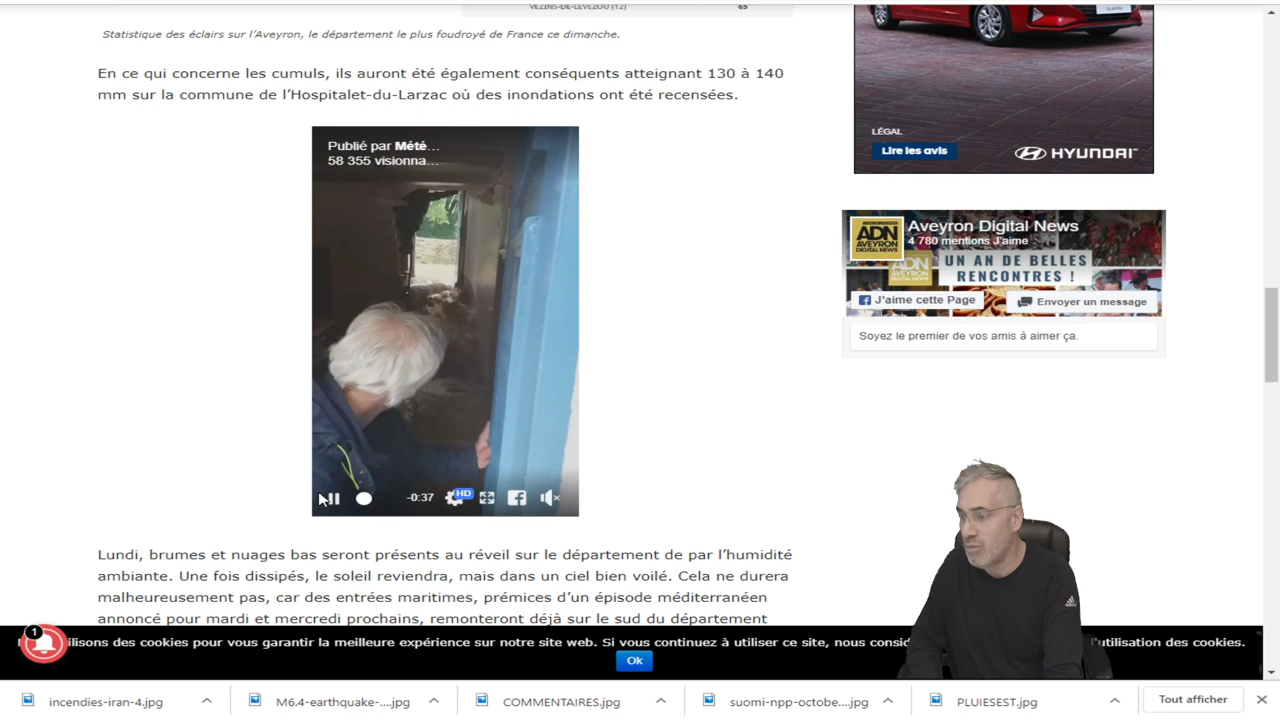 VEZINS-DE-LEVEZOU (12) 65
Statistique des éclairs sur l'Aveyron, le département le plus foudroyé de France ce dimanche.
En ce qui concerne les cumuls, ils auront été également conséquents atteignant 130 à 140
mm sur la commune de l'Hospitalet-du-Larzac où des inondations ont été recensées.
Publié par Mété...
58 355 visionna...
-0:37
HD
Lundi, brumes et nuages bas seront présents au réveil sur le département de par l'humidité
ambiante. Une fois dissipés, le soleil reviendra, mais dans un ciel bien voilé. Cela ne durera
malheureusement pas, car des entrées maritimes, prémices d'un épisode méditerranéen
annoncé pour mardi et mercredi prochains, remonteront déjà sur le sud du département
LÉGAL
Lire les avis
HYUNDAI
ADN
AVEYRON
DIGITAL NEWS
Aveyron Digital News
4 780 mentions J'aime
UN AN DE BELLES
RENCONTRES !
J'aime cette Page
Envoyer un message
Soyez le premier de vos amis à aimer ça.
1
ilisons des cookies pour vous garantir la meilleure expérience sur notre site web. Si vous continuez à utiliser ce site, nous consid
l'utilisation des cookies.
Ok
incendies-iran-4.jpg
M6.4-earthquake-....jpg
COMMENTAIRES.jpg
suomi-npp-octobe....jpg
PLUIESEST.jpg
Tout afficher